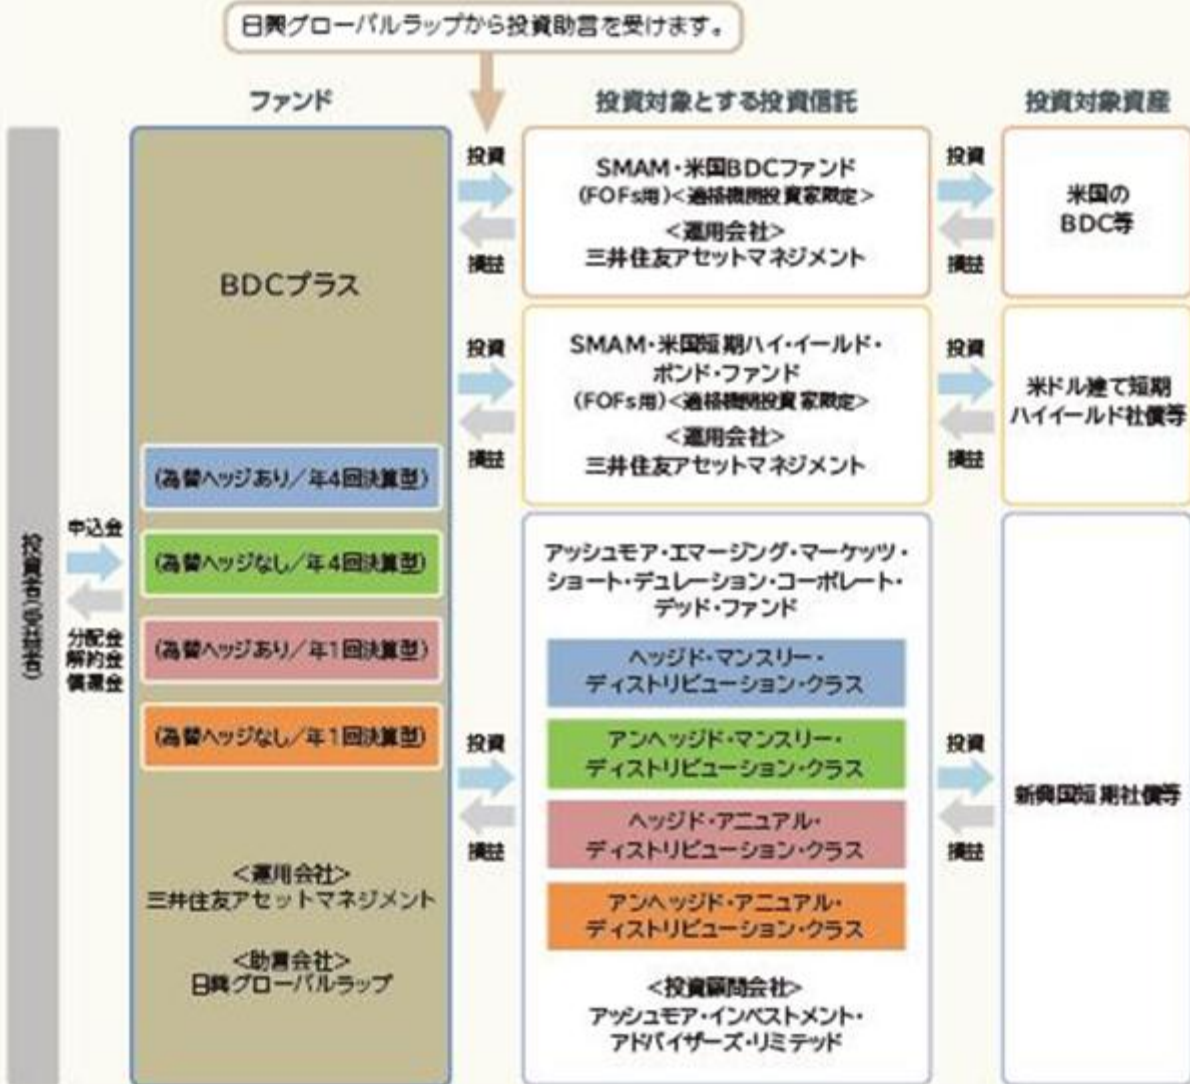 日興グローバルラップから投資助言を受けます。
ファンド
投資対象とする投資信託
投資対象資産
投資者(受益者)
申込金
分配金
解約金
償還金
BDCプラス
(為替ヘッジあり/年4回決算型)
(為替ヘッジなし/年4回決算型)
(為替ヘッジあり/年1回決算型)
(為替ヘッジなし/年1回決算型)
<運用会社>
三井住友アセットマネジメント
<助言会社>
日興グローバルラップ
投資
損益
SMAM・米国BDCファンド
(FOFs用)<適格機関投資家限定>
<運用会社>
三井住友アセットマネジメント
投資
損益
米国の
BDC等
投資
損益
SMAM・米国短期ハイ・イールド・
ボンド・ファンド
(FOFs用)<適格機関投資家限定>
<運用会社>
三井住友アセットマネジメント
投資
損益
米ドル建て短期
ハイイールド社債等
投資
損益
アッシュモア・エマージング・マーケッツ・
ショート・デュレーション・コーポレート・
デッド・ファンド
ヘッジド・マンスリー・
ディストリビューション・クラス
アンヘッジド・マンスリー・
ディストリビューション・クラス
ヘッジド・アニュアル・
ディストリビューション・クラス
アンヘッジド・アニュアル・
ディストリビューション・クラス
<投資顧問会社>
アッシュモア・インベストメント・
アドバイザーズ・リミテッド
投資
損益
新興国短期社債等